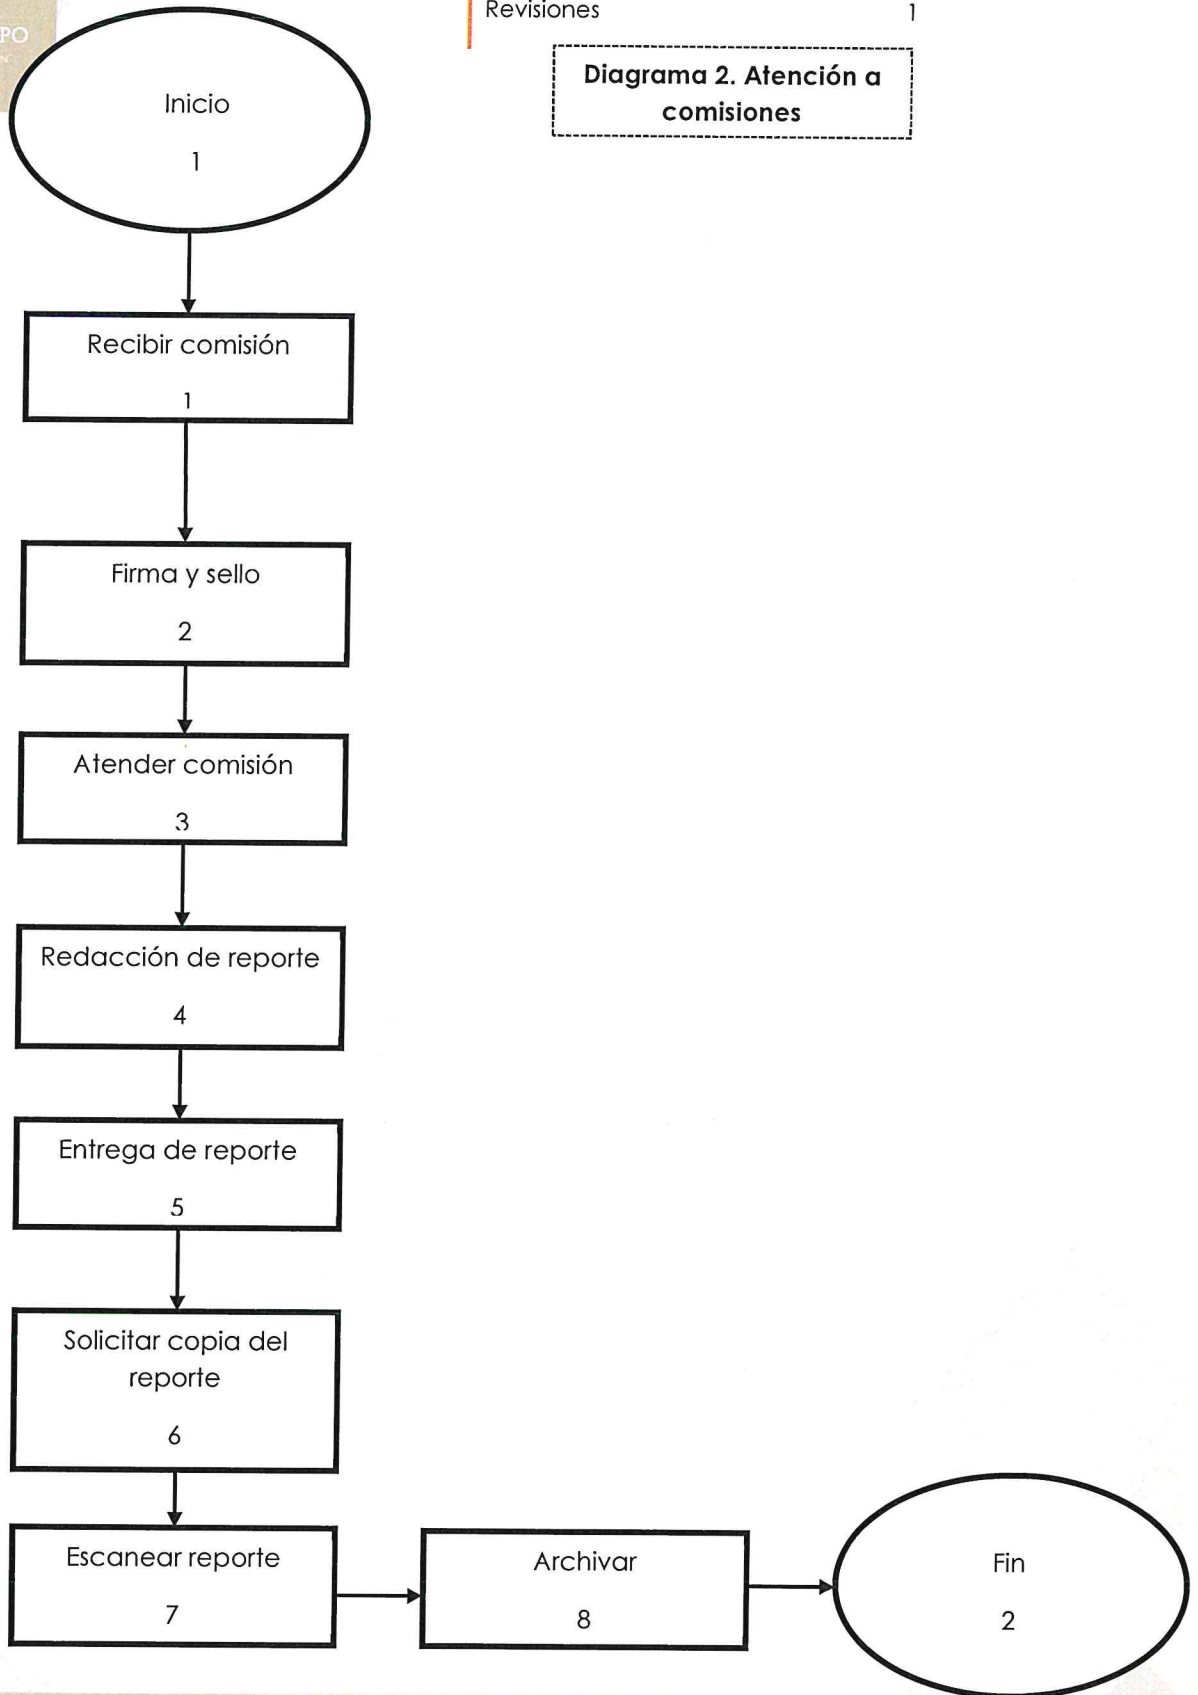 PO
Revisiones 1
Diagrama 2. Atención a
comisiones
Inicio
1
Recibir comisión
1
Firma y sello
2
Atender comisión
3
Redacción de reporte
4
Entrega de reporte
5
Solicitar copia del
reporte
6
Escanear reporte
7
Archivar
8
Fin
2